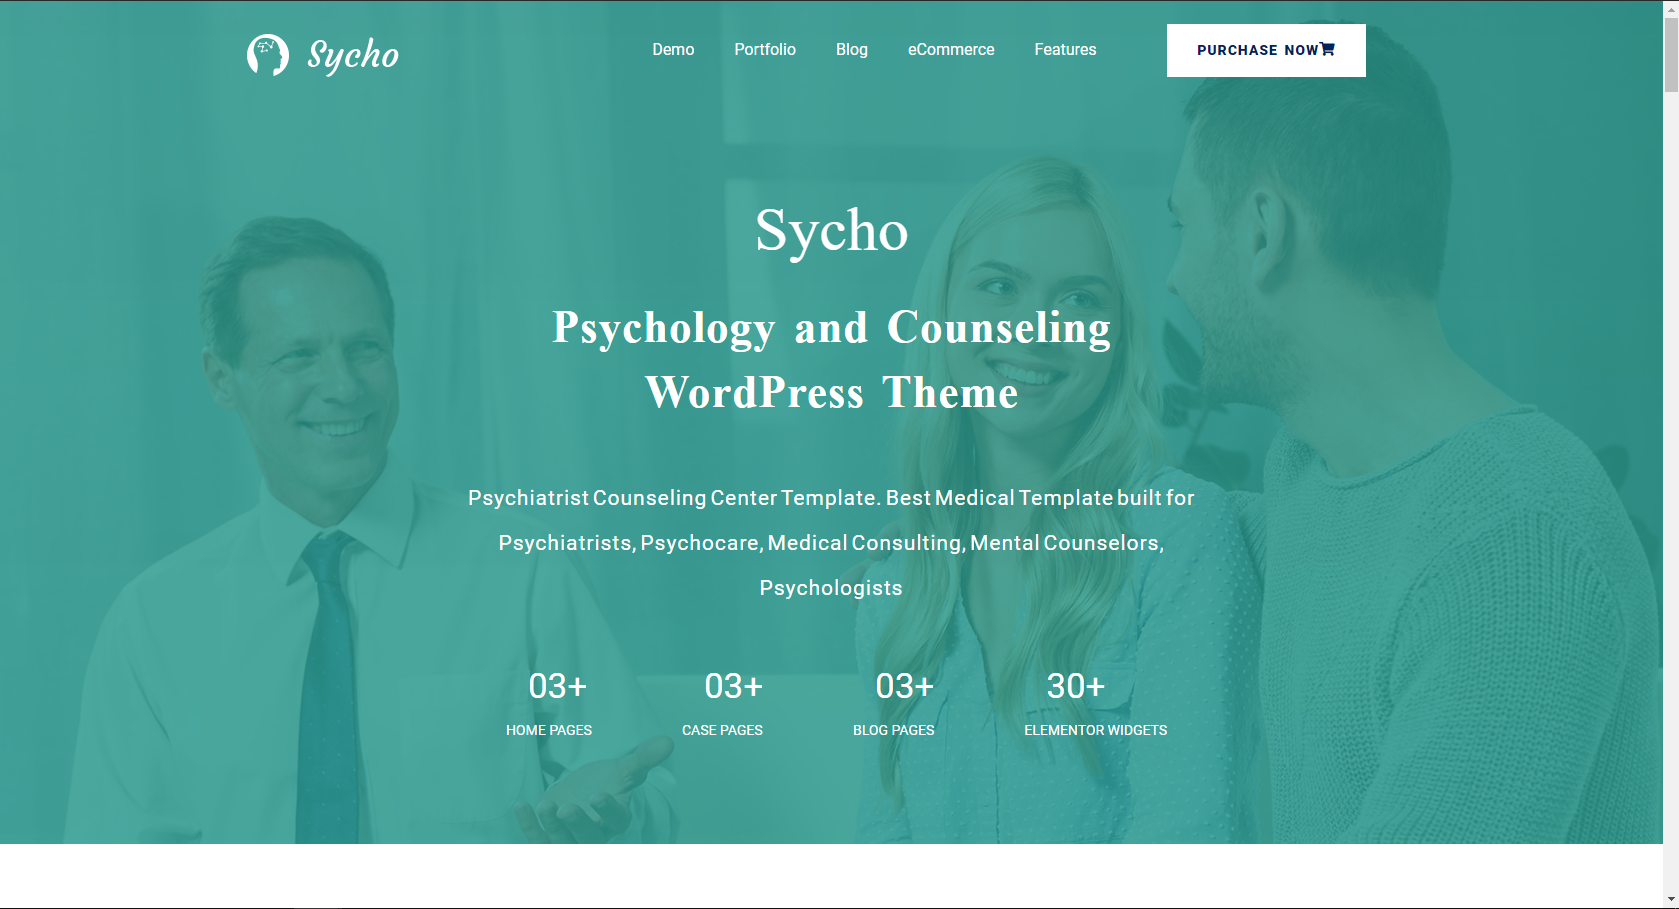 Sycho
Demo
Portfolio
Blog
eCommerce
Features
PURCHASE NOW
Sycho
Psychology and Counseling
WordPress Theme
Psychiatrist Counseling Center Template. Best Medical Template built for
Psychiatrists, Psychocare, Medical Consulting, Mental Counselors,
Psychologists
03+
HOME PAGES
03+
CASE PAGES
03+
BLOG PAGES
30+
ELEMENTOR WIDGETS